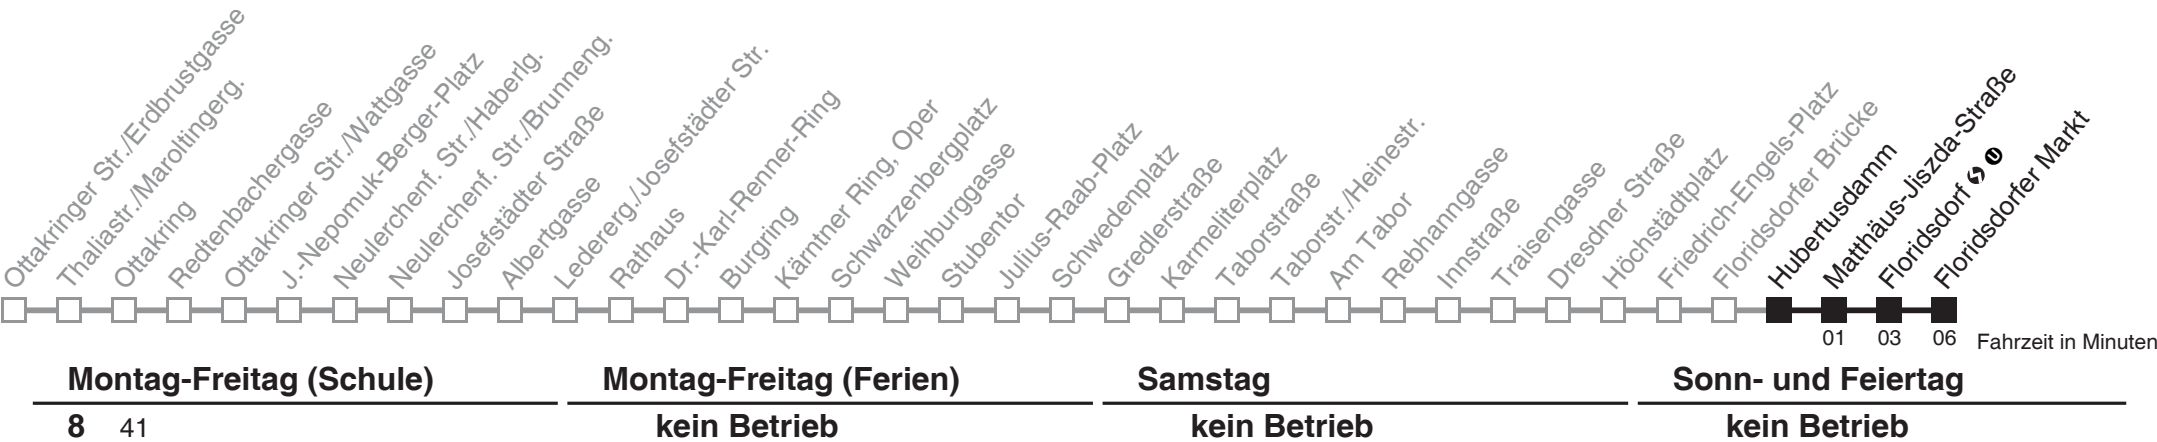 Ottakringer Str./Erdbrustgasse
Thaliastr./Maroltingerg.
Ottakring
Redtenbachergasse
Ottakringer Str./Wattgasse
J.-Nepomuk-Berger-Platz
Neulerchenf. Str./Haberlg.
Neulerchenf. Str./Brunneng.
Josefstädter Straße
Albertgasse
Ledererg./Josefstädter Str.
Rathaus
Dr.-Karl-Renner-Ring
Burgring
Kärntner Ring, Oper
Schwarzenbergplatz
Weihburggasse
Stubentor
Julius-Raab-Platz
Schwedenplatz
Gredlerstraße
Karmeliterplatz
Taborstraße
Taborstr./Heinestr.
Am Tabor
Rebhanngasse
Innstraße
Traisengasse
Dresdner Straße
Höchstädtplatz
Friedrich-Engels-Platz
Floridsdorfer Brücke
Hubertusdamm
Matthäus-Jiszda-Straße
Floridsdorf S U
Floridsdorfer Markt
01 03 06 Fahrzeit in Minuten
Montag-Freitag (Schule) Montag-Freitag (Ferien) Samstag Sonn- und Feiertag
8 41 kein Betrieb kein Betrieb kein Betrieb